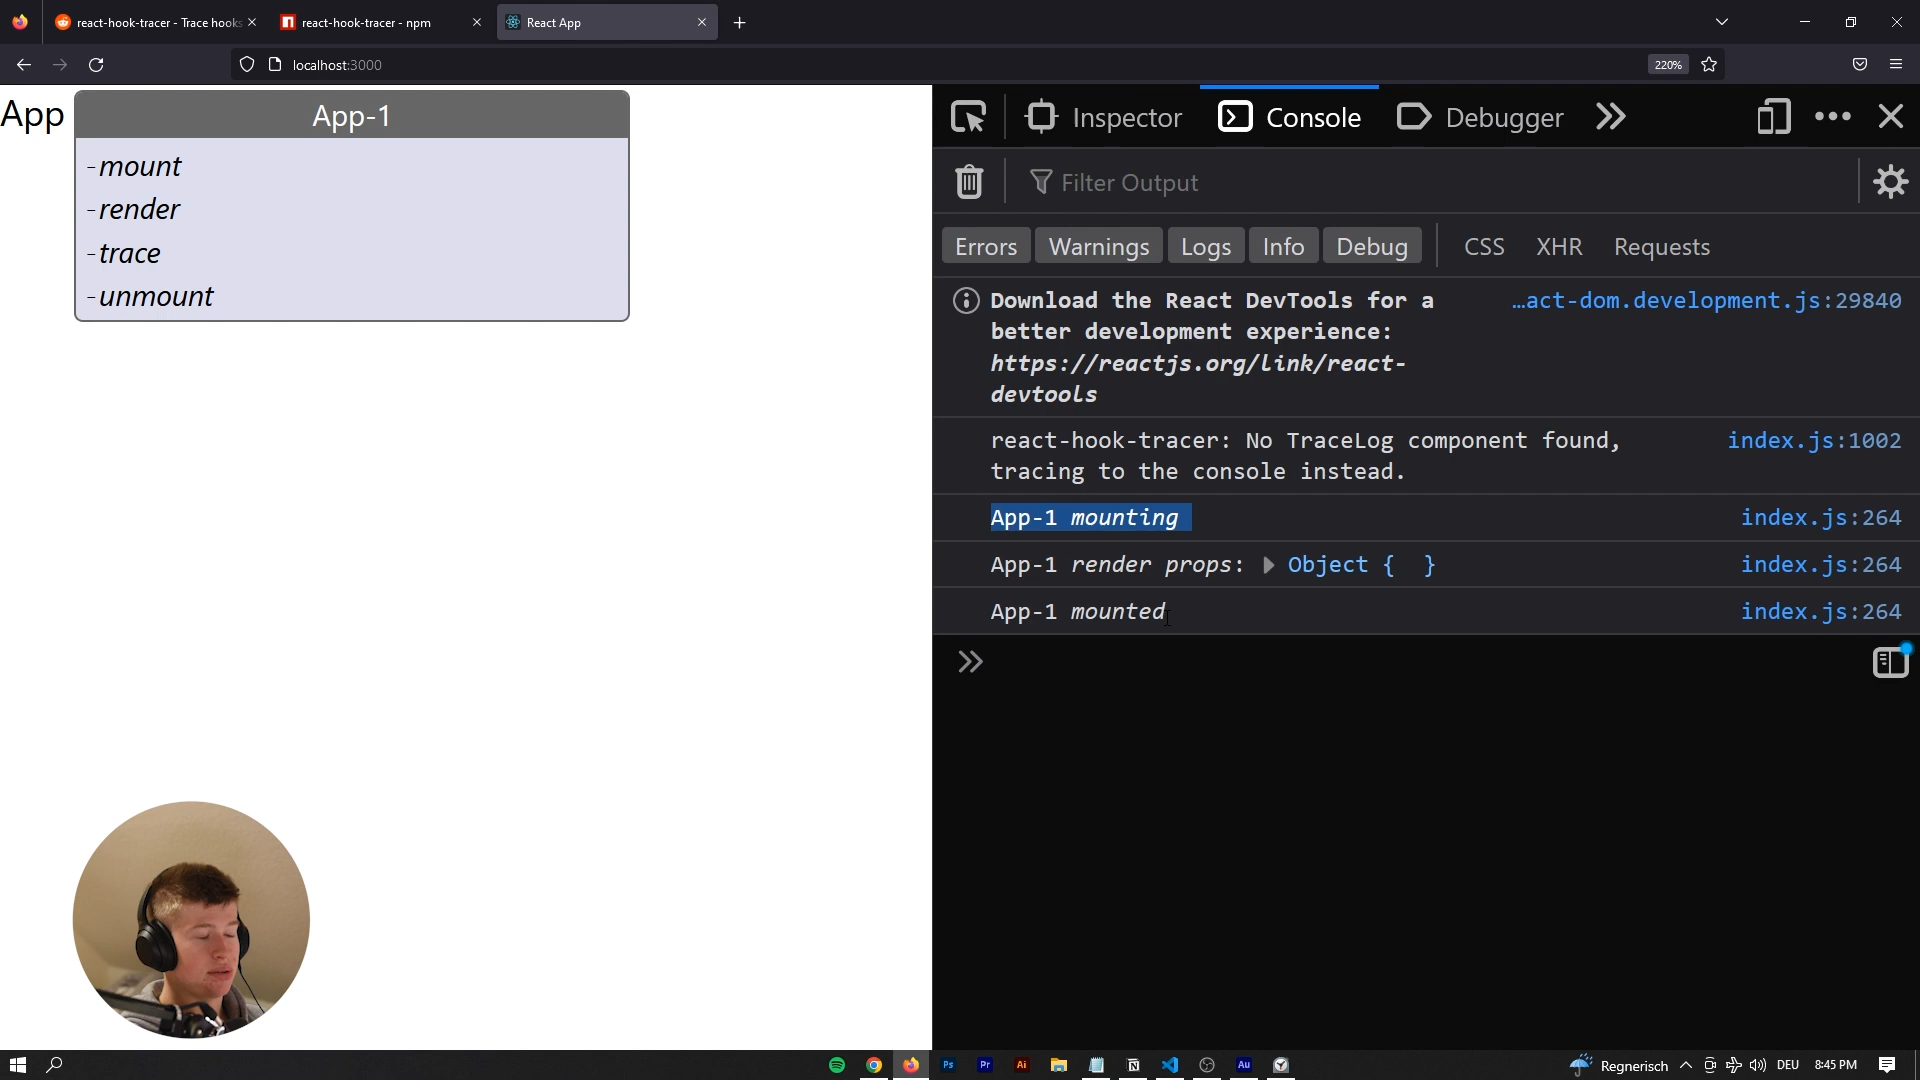 react-hook-tracer - Trace hooks
react-hook-tracer - npm
React App
localhost:3000
220%
App
App-1
-mount
-render
-trace
-unmount
Inspector
Console
Debugger
Filter Output
Errors
Warnings
Logs
Info
Debug
CSS
XHR
Requests
Download the React DevTools for a
…act-dom.development.js:29840
better development experience:
https://reactjs.org/link/react-
devtools
react-hook-tracer: No TraceLog component found,
index.js:1002
tracing to the console instead.
App-1 mounting
index.js:264
App-1 render props: ▶ Object { }
index.js:264
App-1 mounted
index.js:264
Ps
Pr
Ai
N
Au
Regnerisch
DEU
8:45 PM